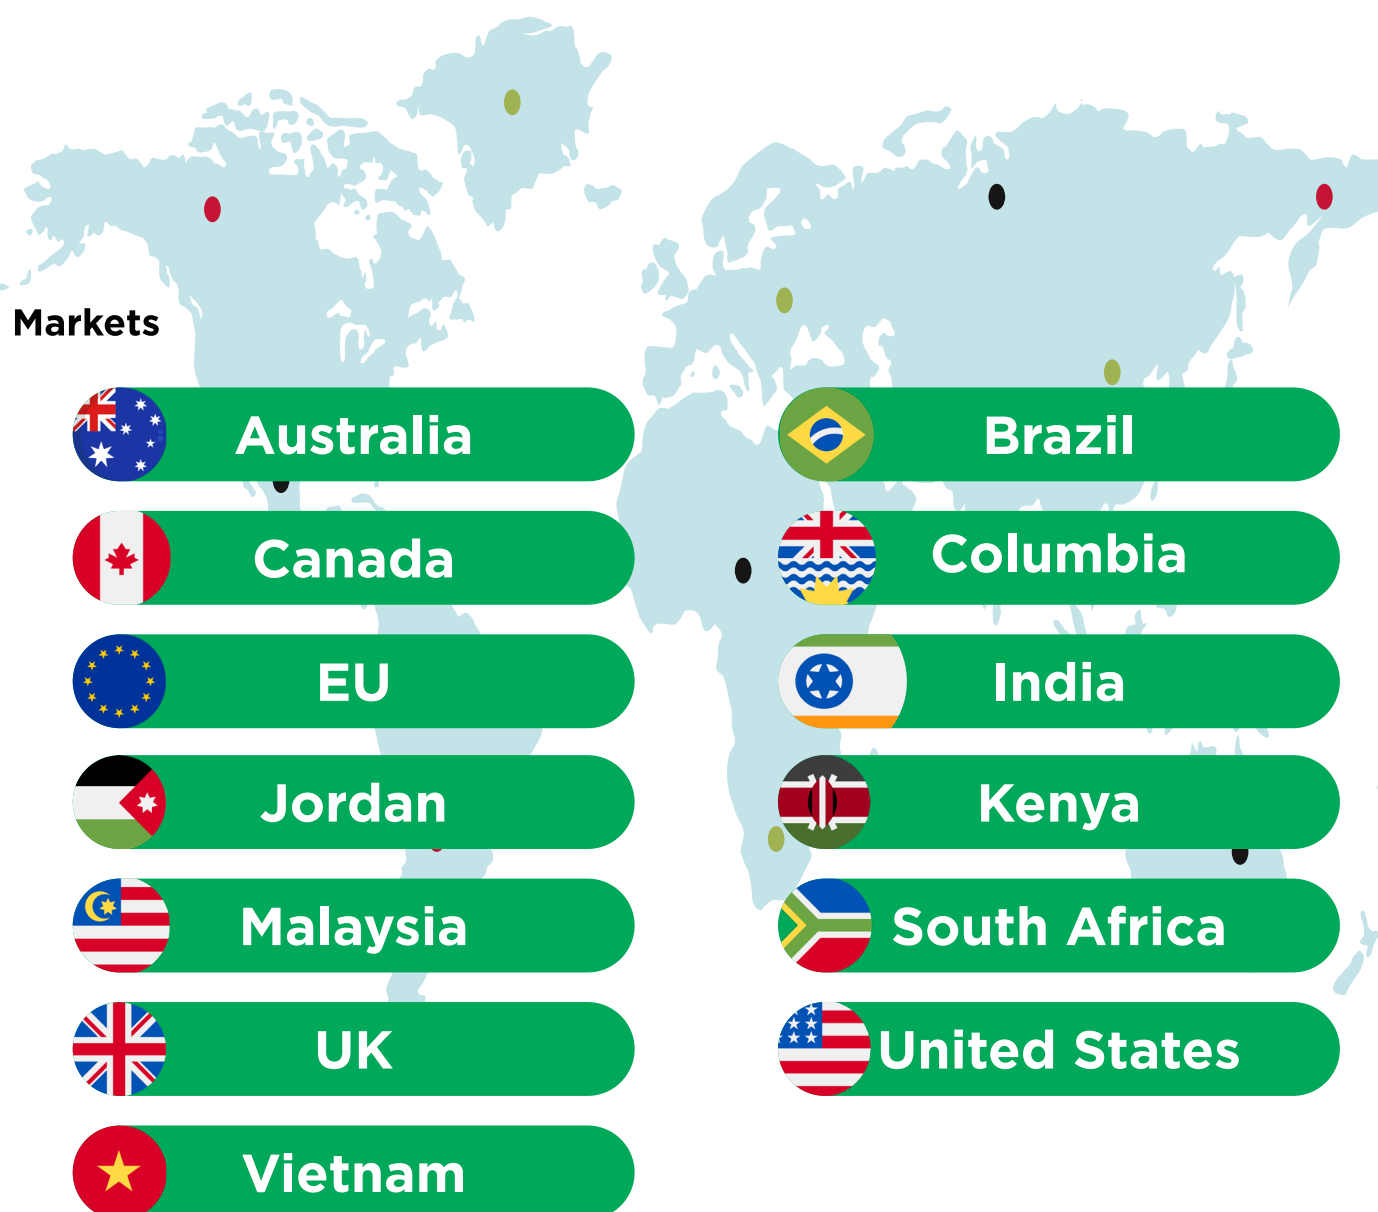 Markets
Australia
Brazil
Canada
Columbia
EU
India
Jordan
Kenya
Malaysia
South Africa
UK
United States
Vietnam